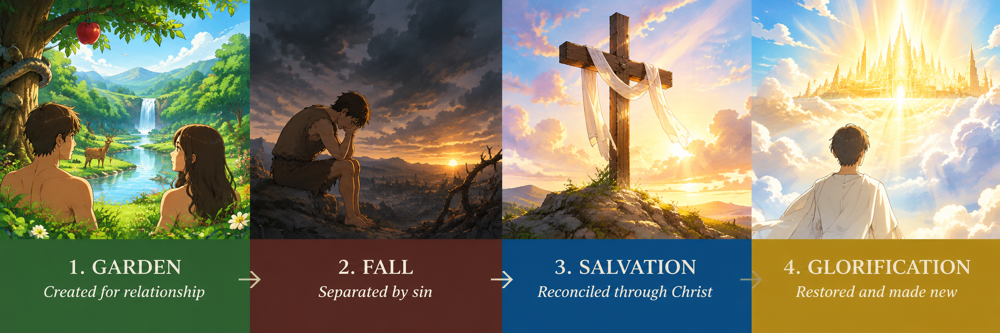 1. GARDEN
Created for relationship
→
2. FALL
Separated by sin
→
3. SALVATION
Reconciled through Christ
→
4. GLORIFICATION
Restored and made new